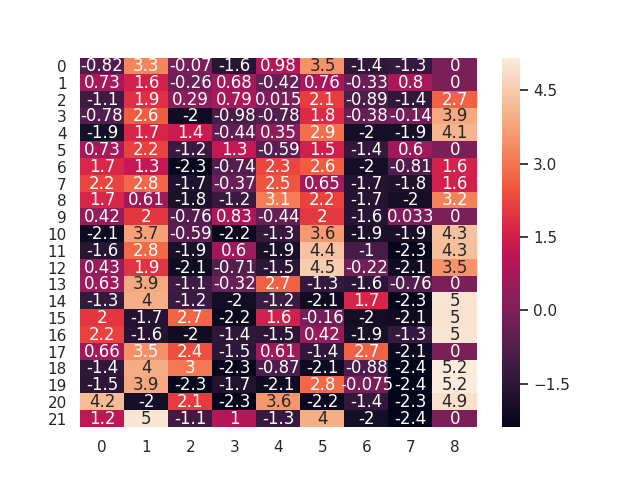 0 -0.82 3.3 -0.07 -1.6 0.98 3.5 -1.4 -1.3 0
1 0.73 1.6 -0.26 0.68 -0.42 0.76 -0.33 0.8 0
2 -1.1 1.9 0.29 0.79 0.015 2.1 -0.89 -1.4 2.7
3 -0.78 2.6 -2 -0.98 -0.78 1.8 -0.38 -0.14 3.9
4 -1.9 1.7 1.4 -0.44 0.35 2.9 -2 -1.9 4.1
5 0.73 2.2 -1.2 1.3 -0.59 1.5 -1.4 0.6 0
6 1.7 1.3 -2.3 -0.74 2.3 2.6 -2 -0.81 1.6
7 2.2 2.8 -1.7 -0.37 2.5 0.65 -1.7 -1.8 1.6
8 1.7 0.61 -1.8 -1.2 3.1 2.2 -1.7 -2 3.2
9 0.42 2 -0.76 0.83 -0.44 2 -1.6 0.033 0
10 -2.1 3.7 -0.59 -2.2 -1.3 3.6 -1.9 -1.9 4.3
11 -1.6 2.8 -1.9 0.6 -1.9 4.4 -1 -2.3 4.3
12 0.43 1.9 -2.1 -0.71 -1.5 4.5 -0.22 -2.1 3.5
13 0.63 3.9 -1.1 -0.32 2.7 -1.3 -1.6 -0.76 0
14 -1.3 4 -1.2 -2 -1.2 -2.1 1.7 -2.3 5
15 2 -1.7 2.7 -2.2 1.6 -0.16 -2 -2.1 5
16 2.2 -1.6 -2 -1.4 -1.5 0.42 -1.9 -1.3 5
17 0.66 3.5 2.4 -1.5 0.61 -1.4 2.7 -2.1 0
18 -1.4 4 3 -2.3 -0.87 -2.1 -0.88 -2.4 5.2
19 -1.5 3.9 -2.3 -1.7 -2.1 2.8 -0.075 -2.4 5.2
20 4.2 -2 2.1 -2.3 3.6 -2.2 -1.4 -2.3 4.9
21 1.2 5 -1.1 1 -1.3 4 -2 -2.4 0
0 1 2 3 4 5 6 7 8
4.5
3.0
1.5
0.0
−1.5